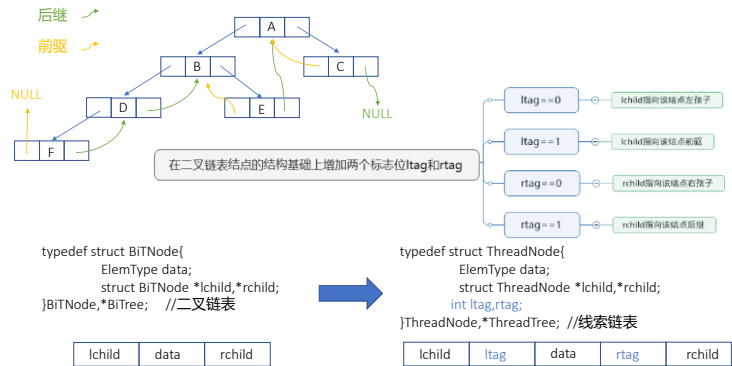 后继
前驱
A
B
C
NULL
D
E
NULL
F
在二叉链表结点的结构基础上增加两个标志位ltag和rtag
ltag==0
lchild指向该结点左孩子
ltag==1
lchild指向该结点前驱
rtag==0
rchild指向该结点右孩子
rtag==1
rchild指向该结点后继
typedef struct BiTNode{
ElemType data;
struct BiTNode *lchild,*rchild;
}BiTNode,*BiTree; //二叉链表
lchild data rchild
typedef struct ThreadNode{
ElemType data;
struct ThreadNode *lchild,*rchild;
int ltag,rtag;
}ThreadNode,*ThreadTree; //线索链表
lchild ltag data rtag rchild